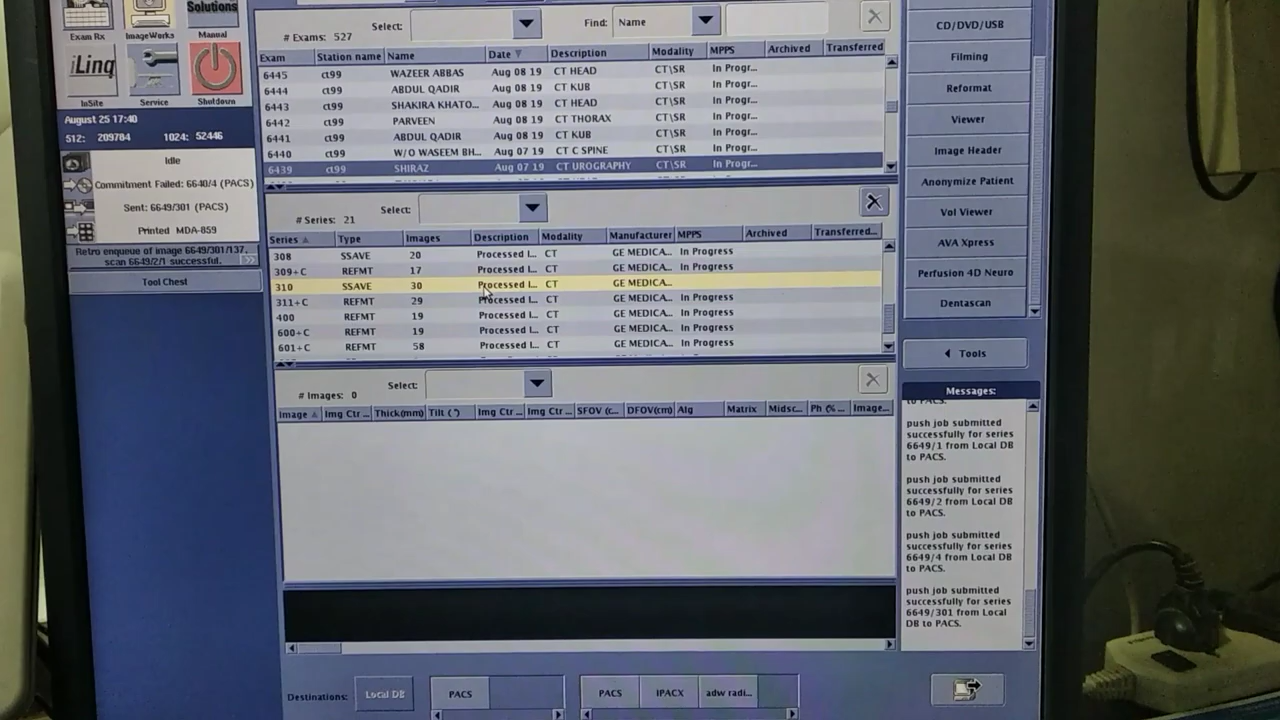 Exam Rx ImageWorks Solutions Manual
iLinq
InSite Service Shutdown
August 25 17:40
512: 209784 1024: 52446
Idle
Commitment Failed: 6640/4 (PACS)
Sent: 6649/301 (PACS)
Printed MDA-859
Retro enqueue of image 6649/301/137,
scan 6649/2/1 successful. >>
Tool Chest
# Exams: 527 Select: Find: Name
Exam Station name Name Date Description Modality MPPS Archived Transferred
6445 ct99 WAZEER ABBAS Aug 08 19 CT HEAD CT\SR In Progr...
6444 ct99 ABDUL QADIR Aug 08 19 CT KUB CT\SR In Progr...
6443 ct99 SHAKIRA KHATO... Aug 08 19 CT HEAD CT\SR In Progr...
6442 ct99 PARVEEN Aug 08 19 CT THORAX CT\SR In Progr...
6441 ct99 ABDUL QADIR Aug 08 19 CT KUB CT\SR In Progr...
6440 ct99 W/O WASEEM BH... Aug 07 19 CT C SPINE CT\SR In Progr...
6439 ct99 SHIRAZ Aug 07 19 CT UROGRAPHY CT\SR In Progr...
# Series: 21 Select:
Series Type Images Description Modality Manufacturer MPPS Archived Transferred...
308 SSAVE 20 Processed I... CT GE MEDICA... In Progress
309+C REFMT 17 Processed I... CT GE MEDICA... In Progress
310 SSAVE 30 Processed I... CT GE MEDICA...
311+C REFMT 29 Processed I... CT GE MEDICA... In Progress
400 REFMT 19 Processed I... CT GE MEDICA... In Progress
600+C REFMT 19 Processed I... CT GE MEDICA... In Progress
601+C REFMT 58 Processed I... CT GE MEDICA... In Progress
# Images: 0 Select:
Image Img Ctr ... Thick(mm) Tilt (°) Img Ctr ... Img Ctr ... SFOV (c... DFOV(cm) Alg Matrix Midsc... Ph (% ... Image...
Destinations: Local DB PACS PACS IPACX adw radi...
CD/DVD/USB
Filming
Reformat
Viewer
Image Header
Anonymize Patient
Vol Viewer
AVA Xpress
Perfusion 4D Neuro
Dentascan
Tools
Messages:
to PACS.
push job submitted
successfully for series
6649/1 from Local DB
to PACS.
push job submitted
successfully for series
6649/2 from Local DB
to PACS.
push job submitted
successfully for series
6649/4 from Local DB
to PACS.
push job submitted
successfully for series
6649/301 from Local
DB to PACS.